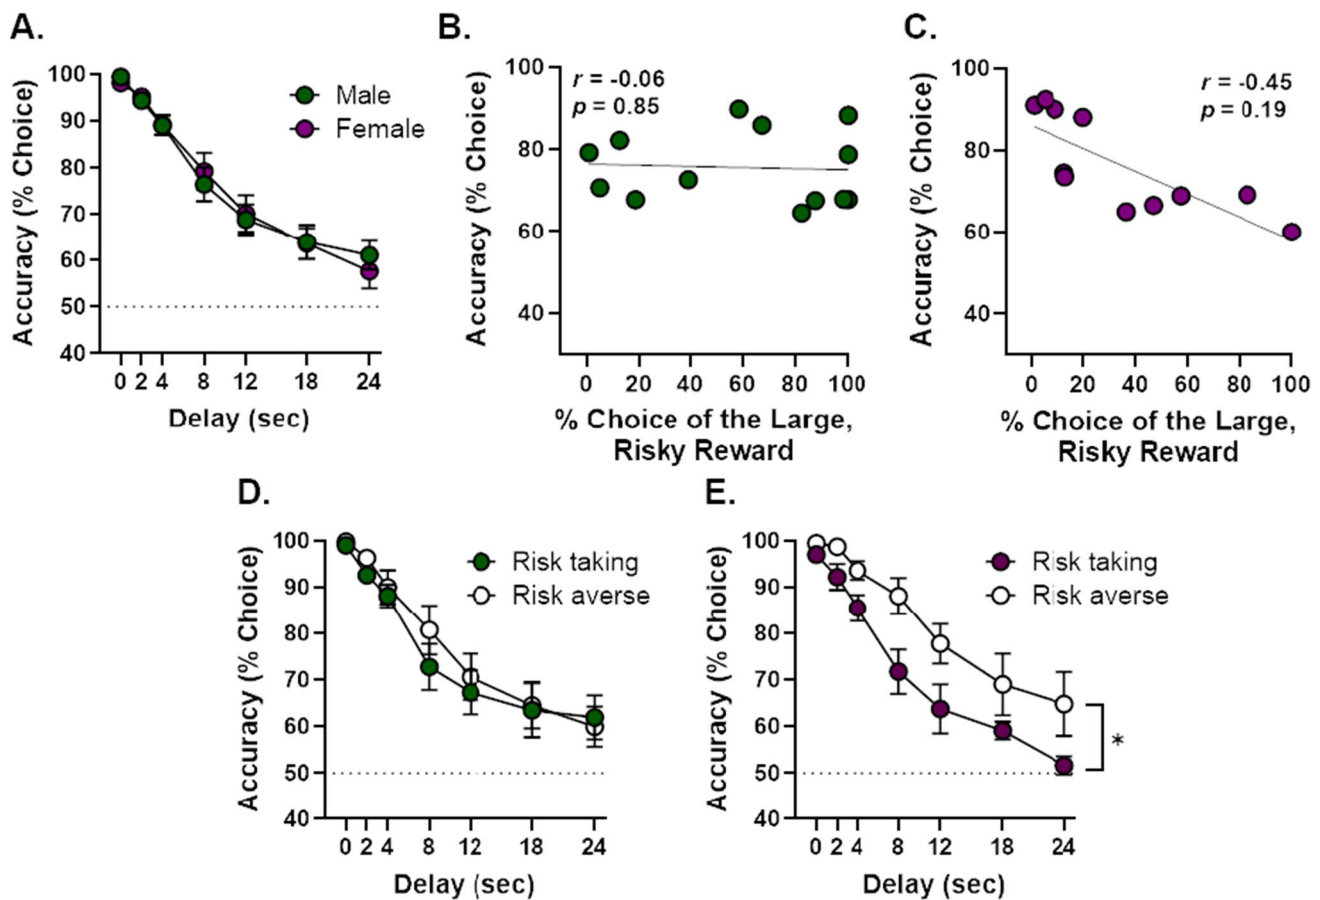 A.
Accuracy (% Choice)
100
90
80
70
60
50
40
0 2 4 8 12 18 24
Delay (sec)
Male
Female
B.
Accuracy (% Choice)
100
80
60
40
r = -0.06
p = 0.85
0 20 40 60 80 100
% Choice of the Large,
Risky Reward
C.
Accuracy (% Choice)
100
80
60
40
r = -0.45
p = 0.19
0 20 40 60 80 100
% Choice of the Large,
Risky Reward
D.
Accuracy (% Choice)
100
90
80
70
60
50
40
Risk taking
Risk averse
0 2 4 8 12 18 24
Delay (sec)
E.
Accuracy (% Choice)
100
90
80
70
60
50
40
Risk taking
Risk averse
*
0 2 4 8 12 18 24
Delay (sec)